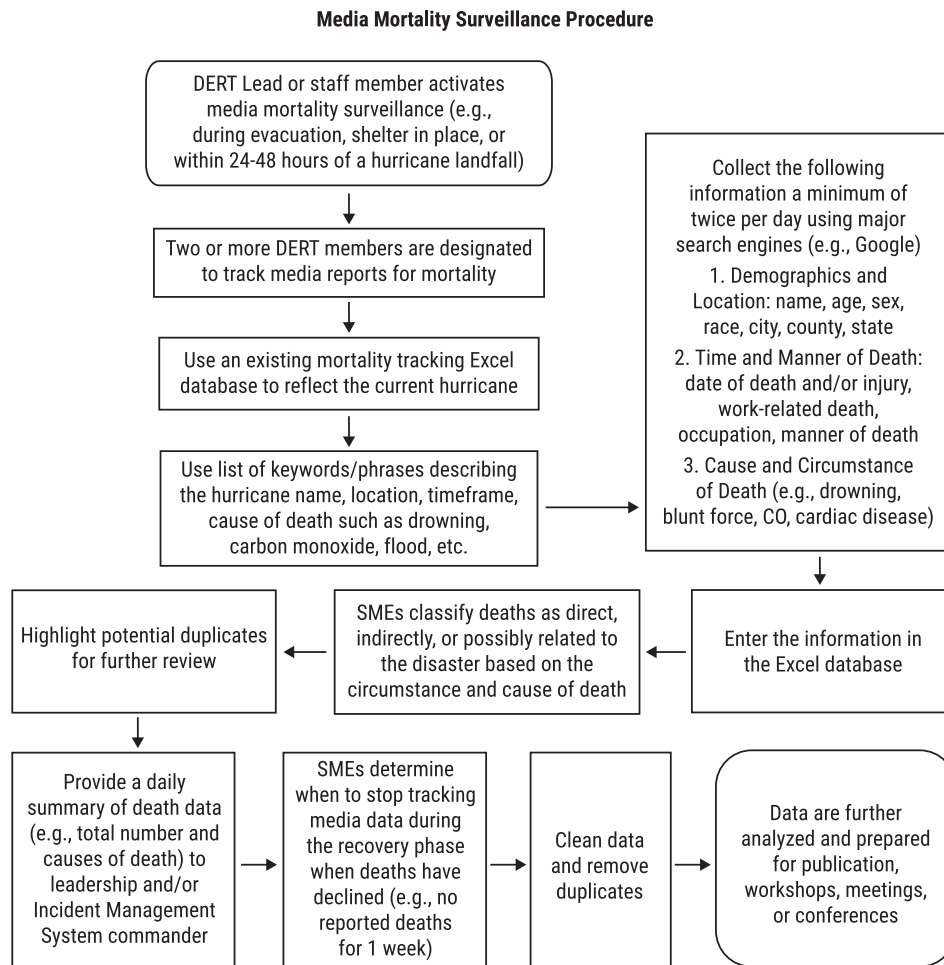 Media Mortality Surveillance Procedure
DERT Lead or staff member activates
media mortality surveillance (e.g.,
during evacuation, shelter in place, or
within 24-48 hours of a hurricane landfall)
Two or more DERT members are designated
to track media reports for mortality
Use an existing mortality tracking Excel
database to reflect the current hurricane
Use list of keywords/phrases describing
the hurricane name, location, timeframe,
cause of death such as drowning,
carbon monoxide, flood, etc.
Collect the following
information a minimum of
twice per day using major
search engines (e.g., Google)
1. Demographics and
Location: name, age, sex,
race, city, county, state
2. Time and Manner of Death:
date of death and/or injury,
work-related death,
occupation, manner of death
3. Cause and Circumstance
of Death (e.g., drowning,
blunt force, CO, cardiac disease)
Enter the information in
the Excel database
SMEs classify deaths as direct,
indirectly, or possibly related to
the disaster based on the
circumstance and cause of death
Highlight potential duplicates
for further review
Provide a daily
summary of death data
(e.g., total number and
causes of death) to
leadership and/or
Incident Management
System commander
SMEs determine
when to stop tracking
media data during
the recovery phase
when deaths have
declined (e.g., no
reported deaths
for 1 week)
Clean data
and remove
duplicates
Data are further
analyzed and prepared
for publication,
workshops, meetings,
or conferences